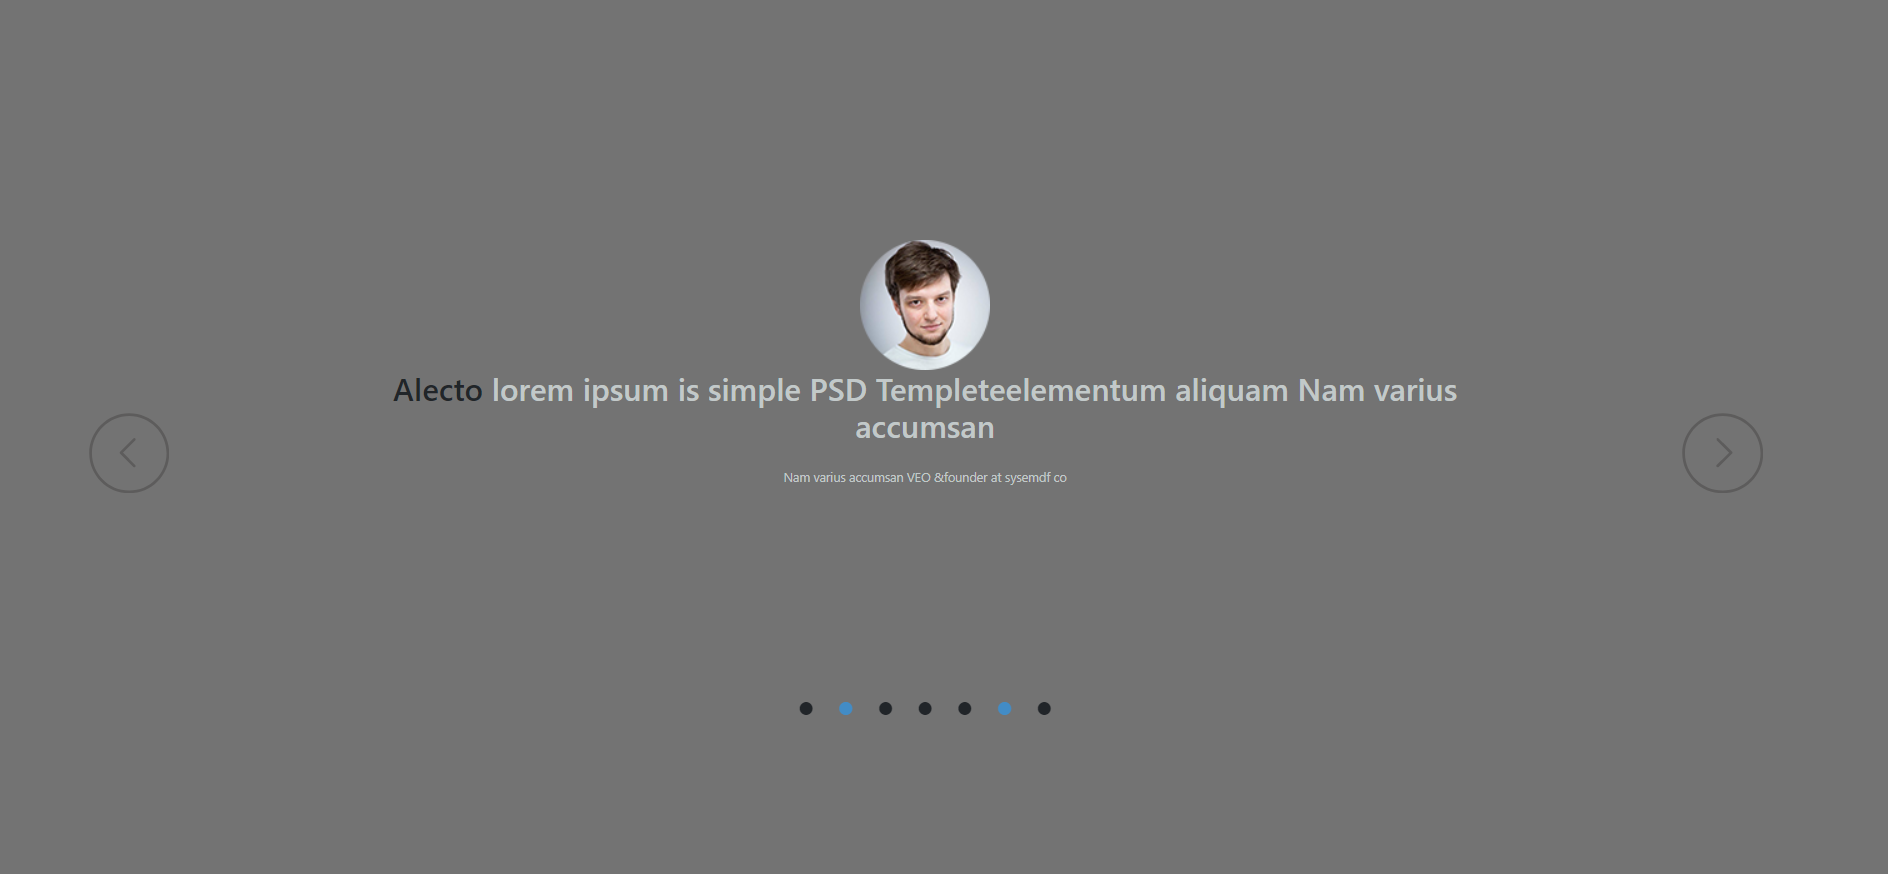 Alecto lorem ipsum is simple PSD Templeteelementum aliquam Nam varius
accumsan
Nam varius accumsan VEO &founder at sysemdf co